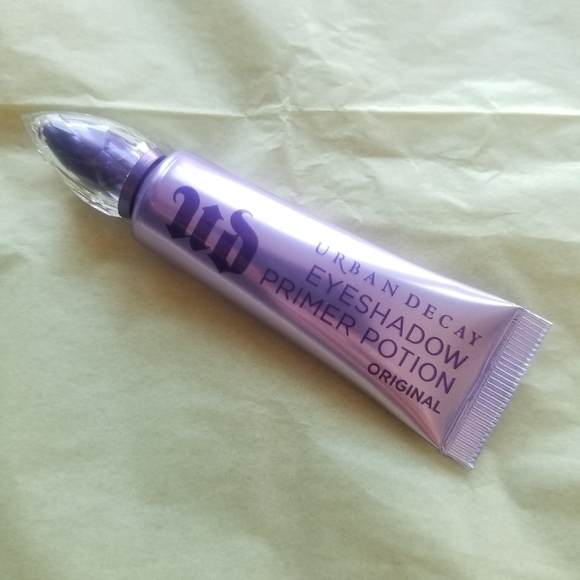 UD
URBAN DECAY
EYESHADOW
PRIMER POTION
ORIGINAL